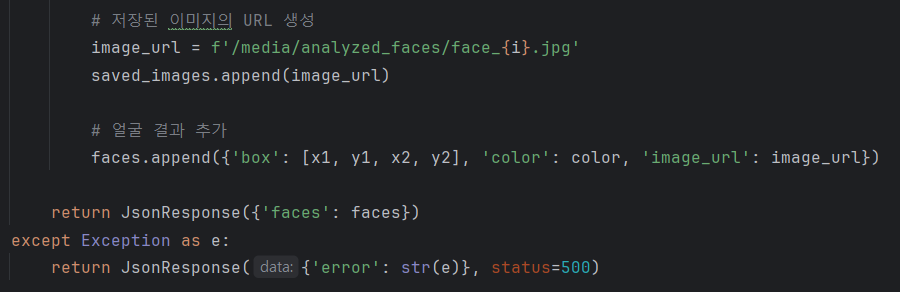 # 저장된 이미지의 URL 생성
image_url = f'/media/analyzed_faces/face_{i}.jpg'
saved_images.append(image_url)
# 얼굴 결과 추가
faces.append({'box': [x1, y1, x2, y2], 'color': color, 'image_url': image_url})
return JsonResponse({'faces': faces})
except Exception as e:
return JsonResponse( data: {'error': str(e)}, status=500)